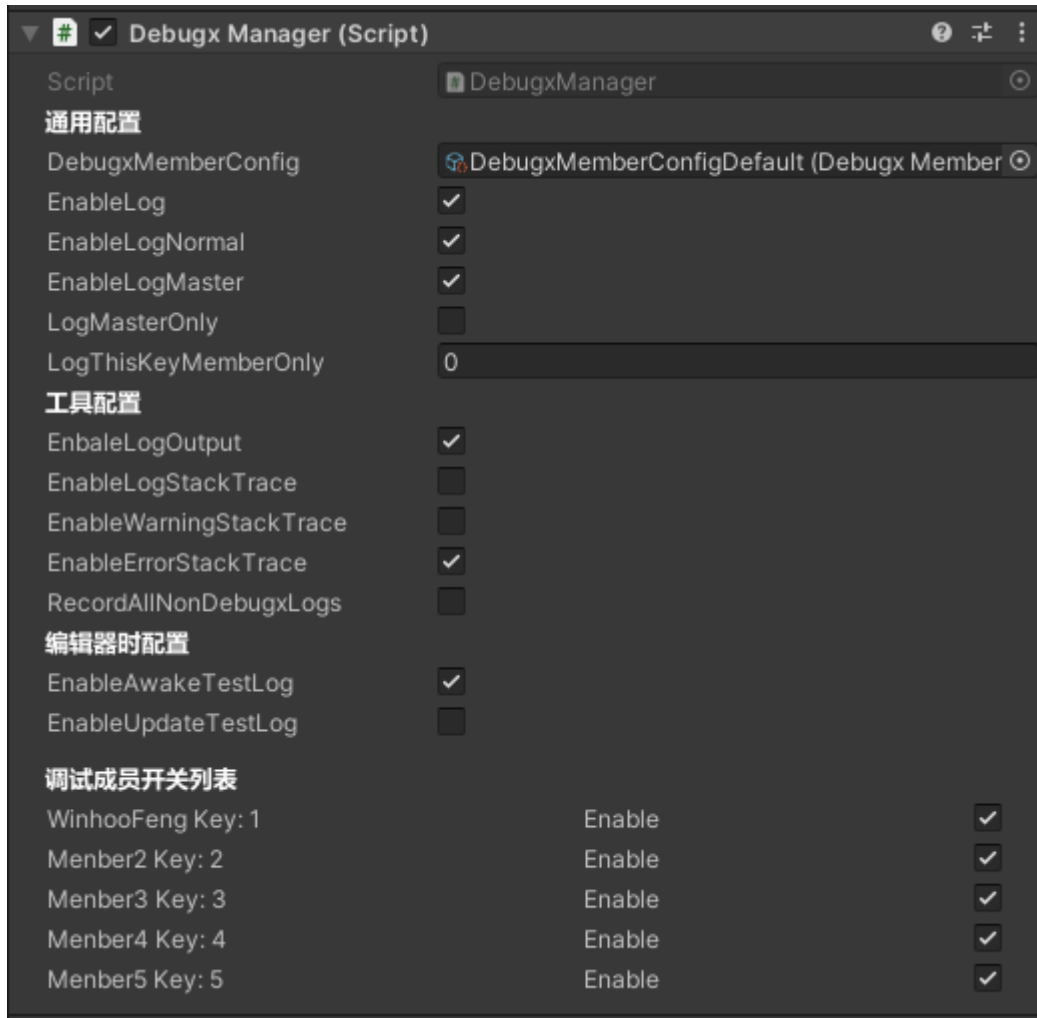 # Debugx Manager (Script)
Script DebugxManager
通用配置
DebugxMemberConfig DebugxMemberConfigDefault (Debugx Member
EnableLog
EnableLogNormal
EnableLogMaster
LogMasterOnly
LogThisKeyMemberOnly 0
工具配置
EnbaleLogOutput
EnableLogStackTrace
EnableWarningStackTrace
EnableErrorStackTrace
RecordAllNonDebugxLogs
编辑器时配置
EnableAwakeTestLog
EnableUpdateTestLog
调试成员开关列表
WinhooFeng Key: 1 Enable
Menber2 Key: 2 Enable
Menber3 Key: 3 Enable
Menber4 Key: 4 Enable
Menber5 Key: 5 Enable